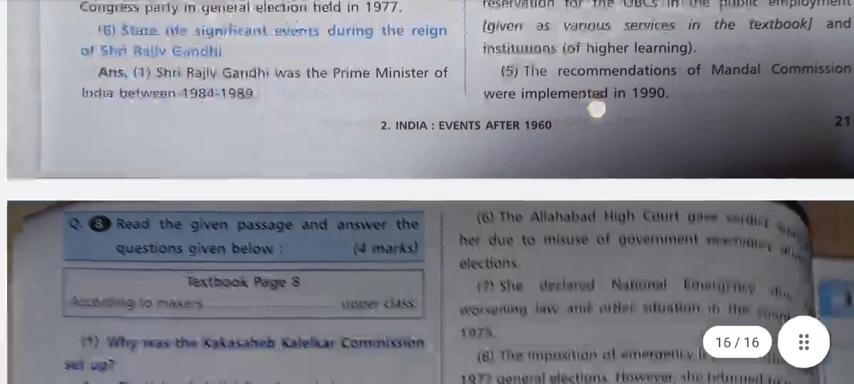 Congress party in general election held in 1977.
(6) State the significant events during the reign
of Shri Rajiv Gandhi.
Ans. (1) Shri Rajiv Gandhi was the Prime Minister of
India between 1984-1989
reservation for the OBCs in the public employment
[given as various services in the textbook] and
institutions (of higher learning).
(5) The recommendations of Mandal Commission
were implemented in 1990.
2. INDIA : EVENTS AFTER 1960
21
Q. 8 Read the given passage and answer the
questions given below : (4 marks)
Textbook Page 8
According to makers upper class.
(1) Why was the Kakasaheb Kalelkar Commission
set up?
(6) The Allahabad High Court gave
her due to misuse of government
elections.
(7) She declared National Emergency
worsening law and order situation in the
1975.
(8) The imposition of emergency
1977 general elections. However, she returned
16 / 16